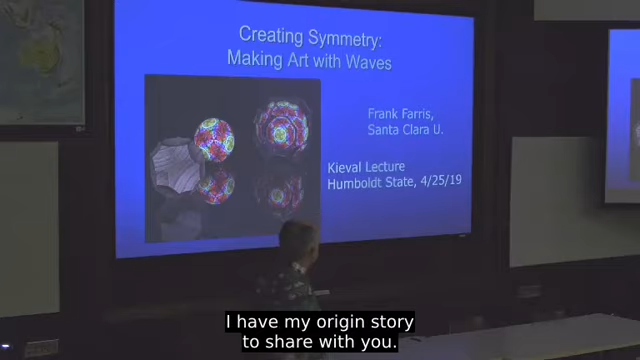 Creating Symmetry:
Making Art with Waves
Frank Farris,
Santa Clara U.
Kieval Lecture
Humboldt State, 4/25/19
I have my origin story
to share with you.